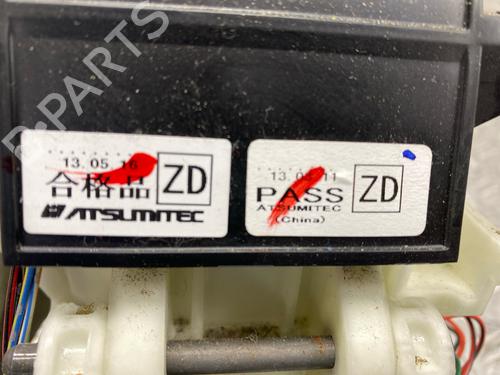 B-PARTS
13.05.16
合格品 ZD
ATSUMITEC
13.05.11
PASS ZD
ATSUMITEC
(China)